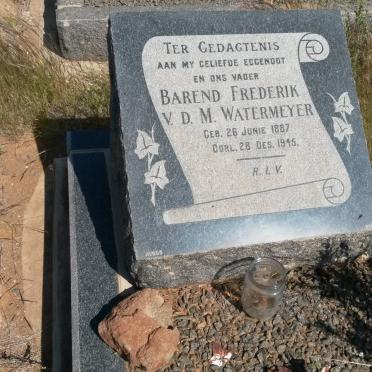 TER GEDAGTENIS
AAN MY GELIEFDE EGGENOOT
EN ONS VADER
BAREND FREDERIK
V. D. M. WATERMEYER
GEB. 26 JUNIE 1887
OORL. 28 DES. 1945.
R. I. V.